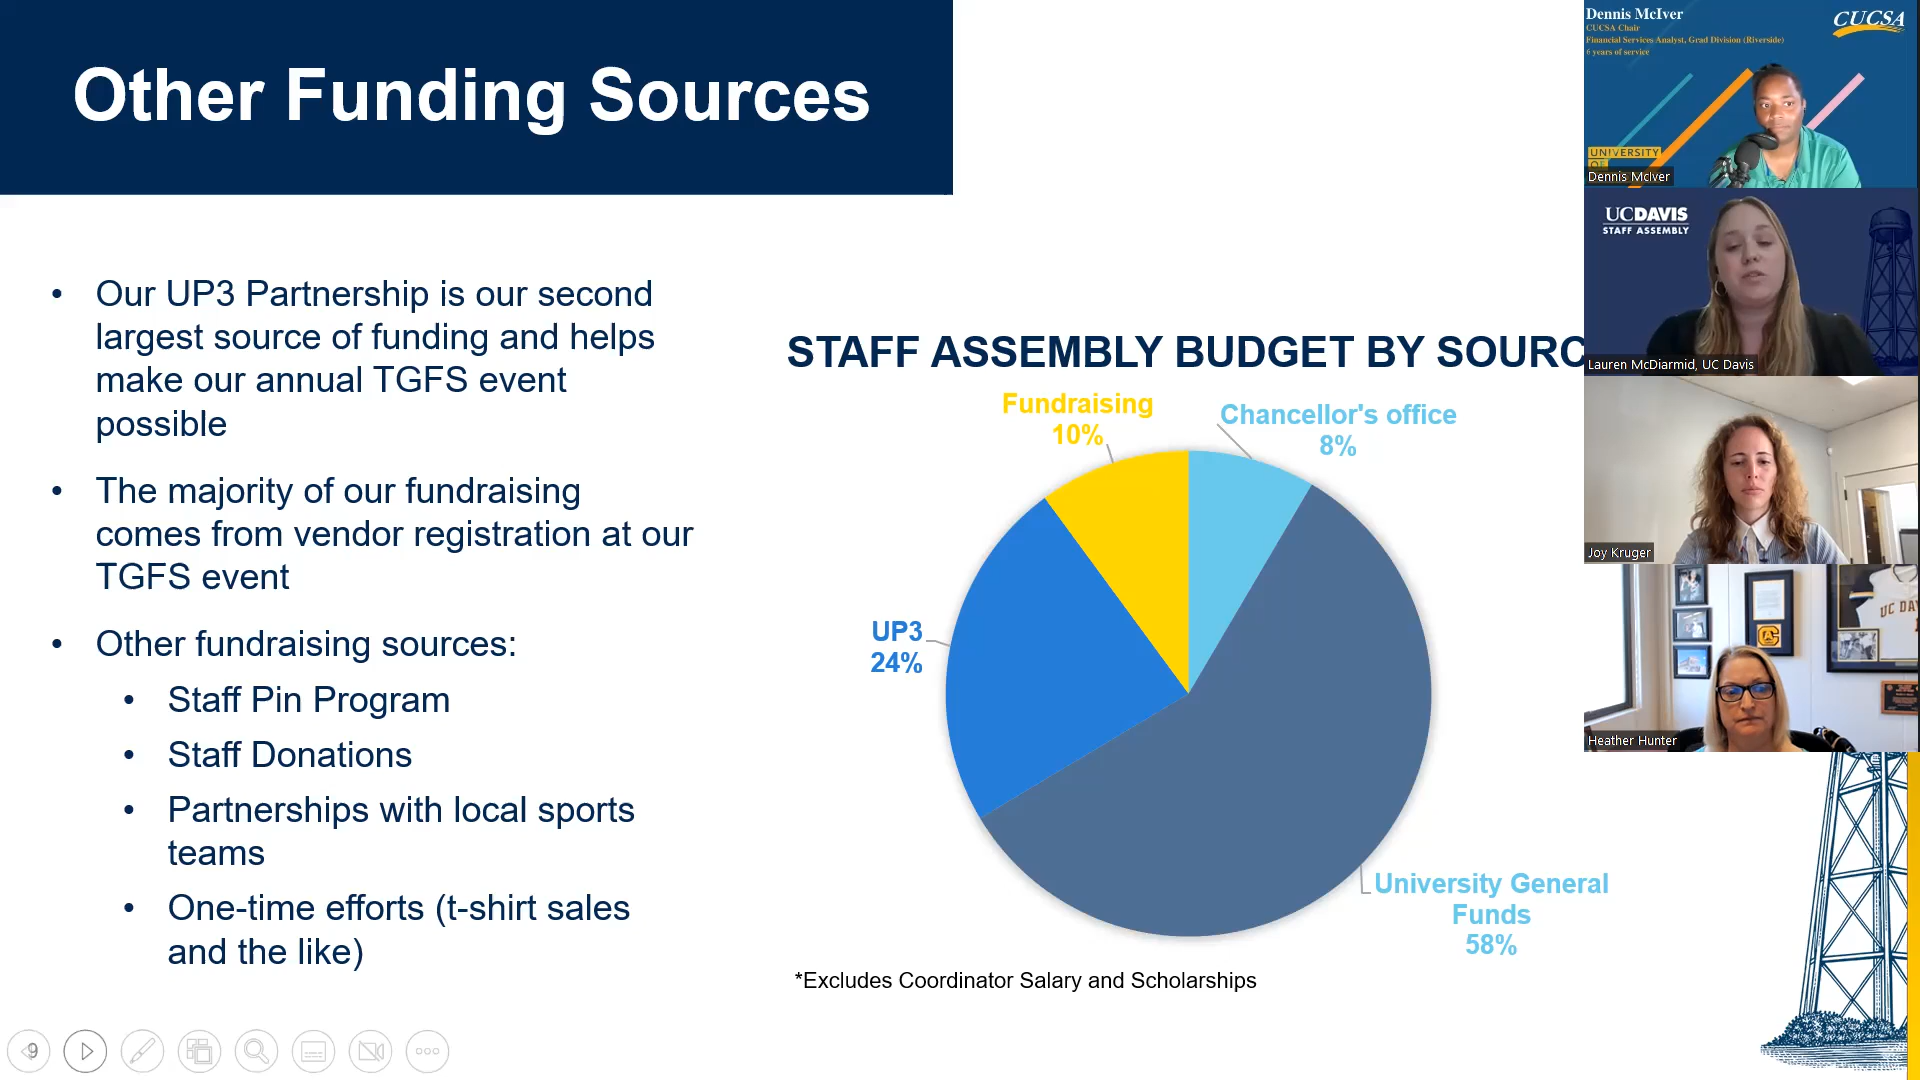 Other Funding Sources
• Our UP3 Partnership is our second
largest source of funding and helps
make our annual TGFS event
possible
• The majority of our fundraising
comes from vendor registration at our
TGFS event
• Other fundraising sources:
• Staff Pin Program
• Staff Donations
• Partnerships with local sports
teams
• One-time efforts (t-shirt sales
and the like)
STAFF ASSEMBLY BUDGET BY SOURC
Fundraising
10%
Chancellor's office
8%
UP3
24%
University General
Funds
58%
*Excludes Coordinator Salary and Scholarships
9
Dennis McIver
CUCSA Chair
Financial Services Analyst, Grad Division (Riverside)
6 years of service
CUCSA
UNIVERSITY
OF
Dennis McIver
UCDAVIS
STAFF ASSEMBLY
Lauren McDiarmid, UC Davis
Joy Kruger
UC DA
Heather Hunter